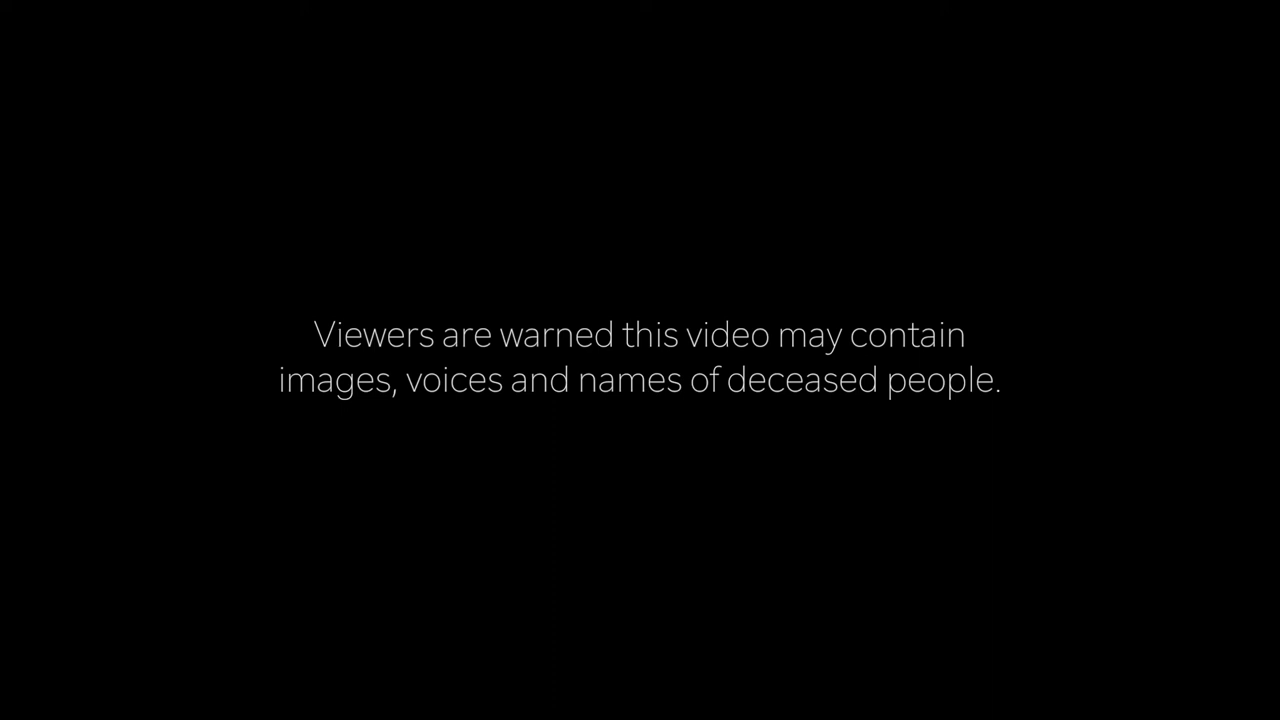 Viewers are warned this video may contain
images, voices and names of deceased people.